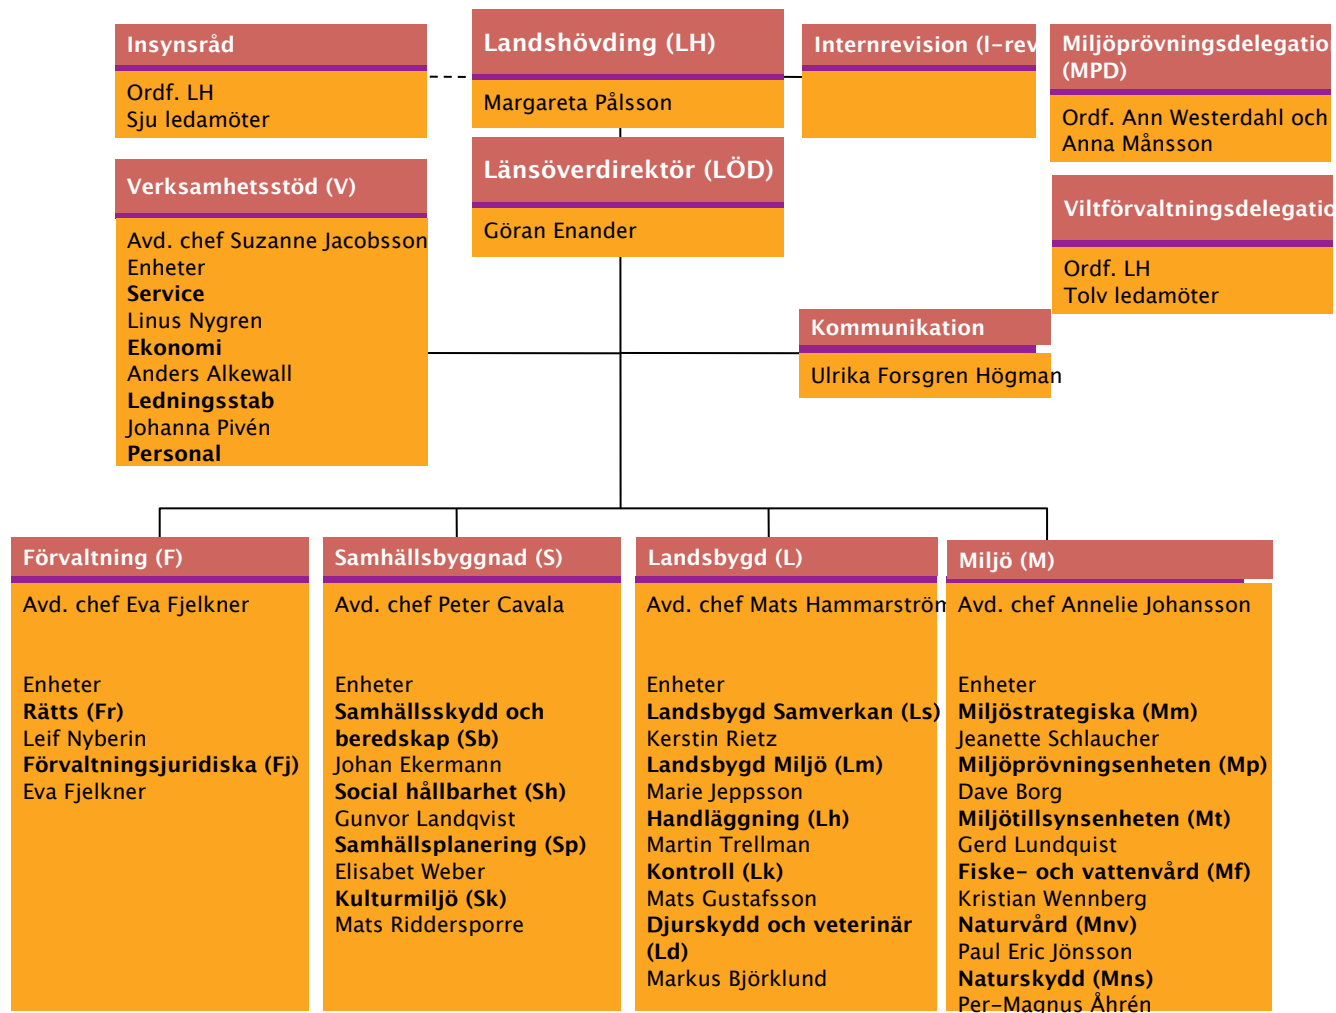 Insynsråd
Ordf. LH
Sju ledamöter
Landshövding (LH)
Margareta Pålsson
Internrevision (I-rev
Miljöprövningsdelegatio
(MPD)
Ordf. Ann Westerdahl och
Anna Månsson
Verksamhetsstöd (V)
Avd. chef Suzanne Jacobsson
Enheter
Service
Linus Nygren
Ekonomi
Anders Alkewall
Ledningsstab
Johanna Pivén
Personal
Länsöverdirektör (LÖD)
Göran Enander
Viltförvaltningsdelegatio
Ordf. LH
Tolv ledamöter
Kommunikation
Ulrika Forsgren Högman
Förvaltning (F)
Avd. chef Eva Fjelkner
Enheter
Rätts (Fr)
Leif Nyberin
Förvaltningsjuridiska (Fj)
Eva Fjelkner
Samhällsbyggnad (S)
Avd. chef Peter Cavala
Enheter
Samhällsskydd och
beredskap (Sb)
Johan Ekermann
Social hållbarhet (Sh)
Gunvor Landqvist
Samhällsplanering (Sp)
Elisabet Weber
Kulturmiljö (Sk)
Mats Riddersporre
Landsbygd (L)
Avd. chef Mats Hammarström
Enheter
Landsbygd Samverkan (Ls)
Kerstin Rietz
Landsbygd Miljö (Lm)
Marie Jeppsson
Handläggning (Lh)
Martin Trellman
Kontroll (Lk)
Mats Gustafsson
Djurskydd och veterinär
(Ld)
Markus Björklund
Miljö (M)
Avd. chef Annelie Johansson
Enheter
Miljöstrategiska (Mm)
Jeanette Schlaucher
Miljöprövningsenheten (Mp)
Dave Borg
Miljötillsynsenheten (Mt)
Gerd Lundquist
Fiske- och vattenvård (Mf)
Kristian Wennberg
Naturvård (Mnv)
Paul Eric Jönsson
Naturskydd (Mns)
Per-Magnus Åhrén